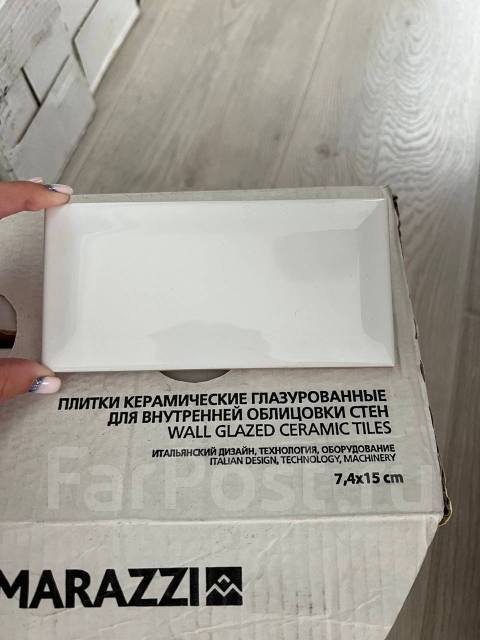 ПЛИТКИ КЕРАМИЧЕСКИЕ ГЛАЗУРОВАННЫЕ
ДЛЯ ВНУТРЕННЕЙ ОБЛИЦОВКИ СТЕН
WALL GLAZED CERAMIC TILES
ИТАЛЬЯНСКИЙ ДИЗАЙН, ТЕХНОЛОГИЯ, ОБОРУДОВАНИЕ
ITALIAN DESIGN, TECHNOLOGY, MACHINERY
7,4x15 cm
FarPost.ru
MARAZZI